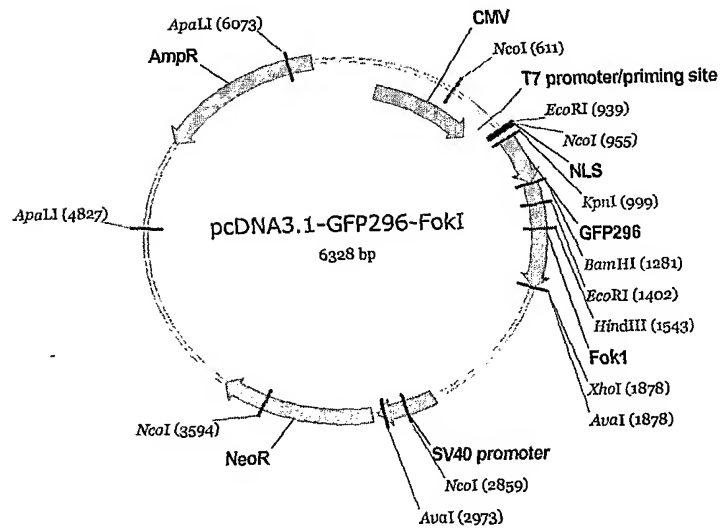 CMV
ApaLI (6073)
NcoI (611)
AmpR
T7 promoter/priming site
EcoRI (939)
NcoI (955)
NLS
KpnI (999)
ApaLI (4827)
pcDNA3.1-GFP296-FokI
6328 bp
GFP296
BamHI (1281)
EcoRI (1402)
HindIII (1543)
Fok1
XhoI (1878)
AvaI (1878)
NcoI (3594)
NeoR
SV40 promoter
NcoI (2859)
AvaI (2973)